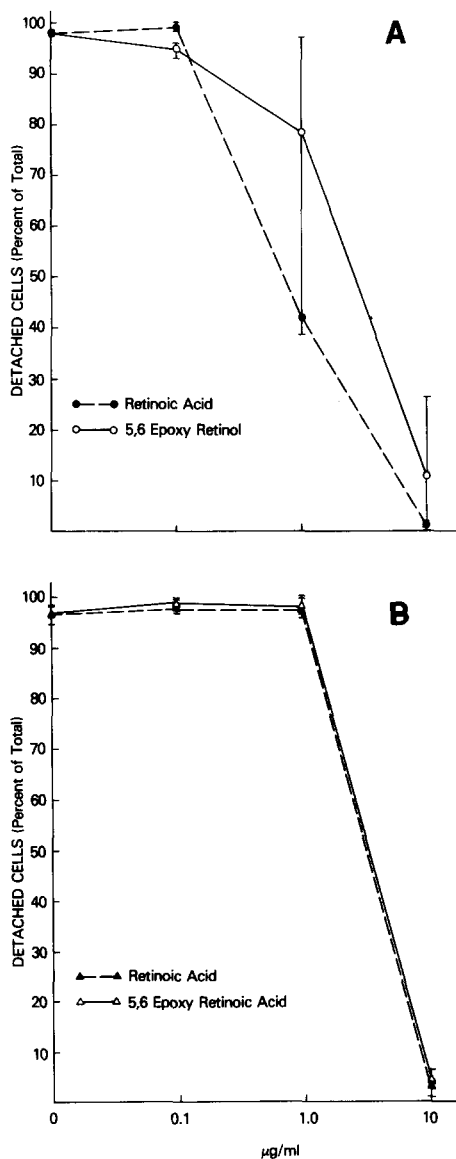 A
DETACHED CELLS (Percent of Total)
100
90
80
70
60
50
40
30
20
10
Retinoic Acid
5,6 Epoxy Retinol
B
DETACHED CELLS (Percent of Total)
100
90
80
70
60
50
40
30
20
10
Retinoic Acid
5,6 Epoxy Retinoic Acid
0 0.1 1.0 10
μg/ml